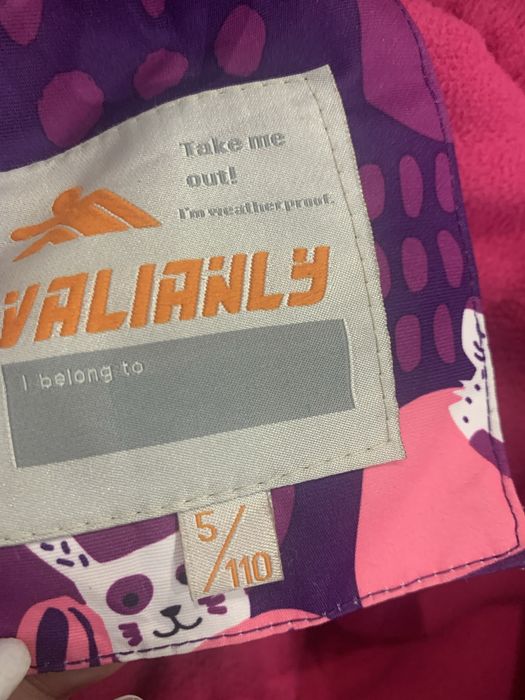 Take me
out!
I'm weatherproof.
VALIANLY
I belong to
5/110